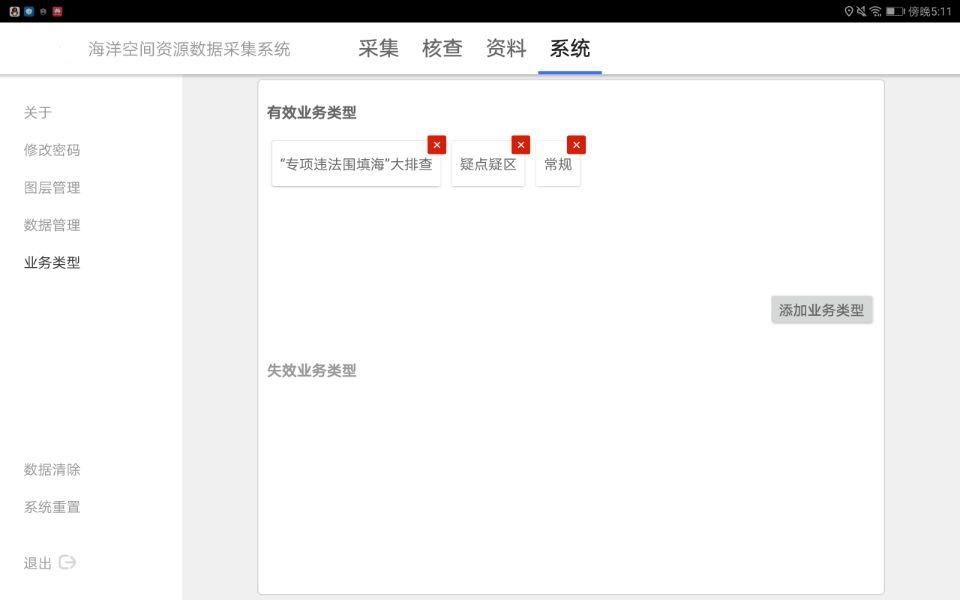 傍晚5:11
海洋空间资源数据采集系统 采集 核查 资料 系统
关于
修改密码
图层管理
数据管理
业务类型
数据清除
系统重置
退出
有效业务类型
“专项违法围填海”大排查 疑点疑区 常规
添加业务类型
失效业务类型